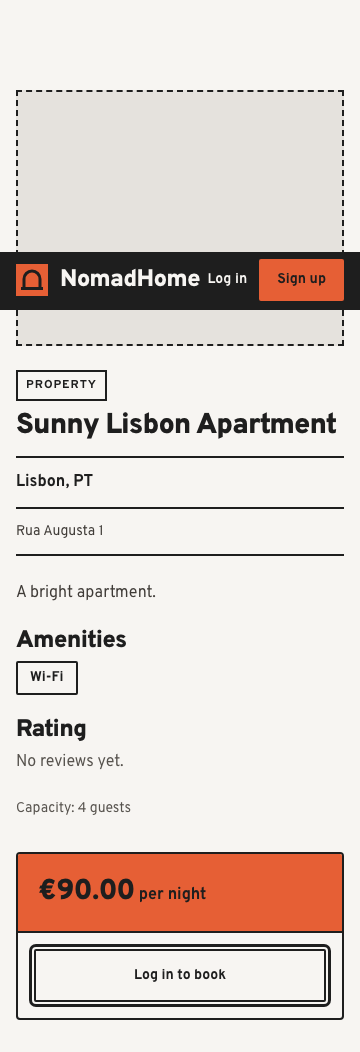 NomadHome Log in Sign up
PROPERTY
Sunny Lisbon Apartment
Lisbon, PT
Rua Augusta 1
A bright apartment.
Amenities
Wi-Fi
Rating
No reviews yet.
Capacity: 4 guests
€90.00 per night
Log in to book